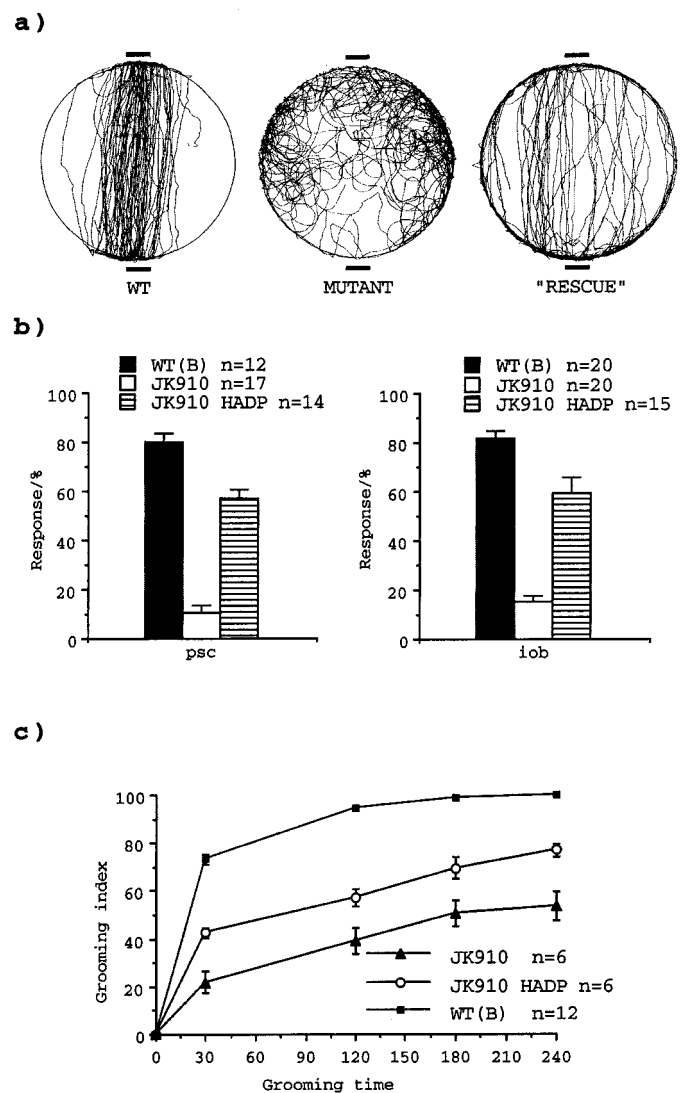 a)
WT
MUTANT
"RESCUE"
b)
WT(B) n=12
JK910 n=17
JK910 HADP n=14
100
80
60
40
20
0
Response/%
psc
WT(B) n=20
JK910 n=20
JK910 HADP n=15
100
80
60
40
20
0
Response/%
iob
c)
100
80
60
40
20
0
Grooming index
JK910 n=6
JK910 HADP n=6
WT(B) n=12
0 30 60 90 120 150 180 210 240
Grooming time